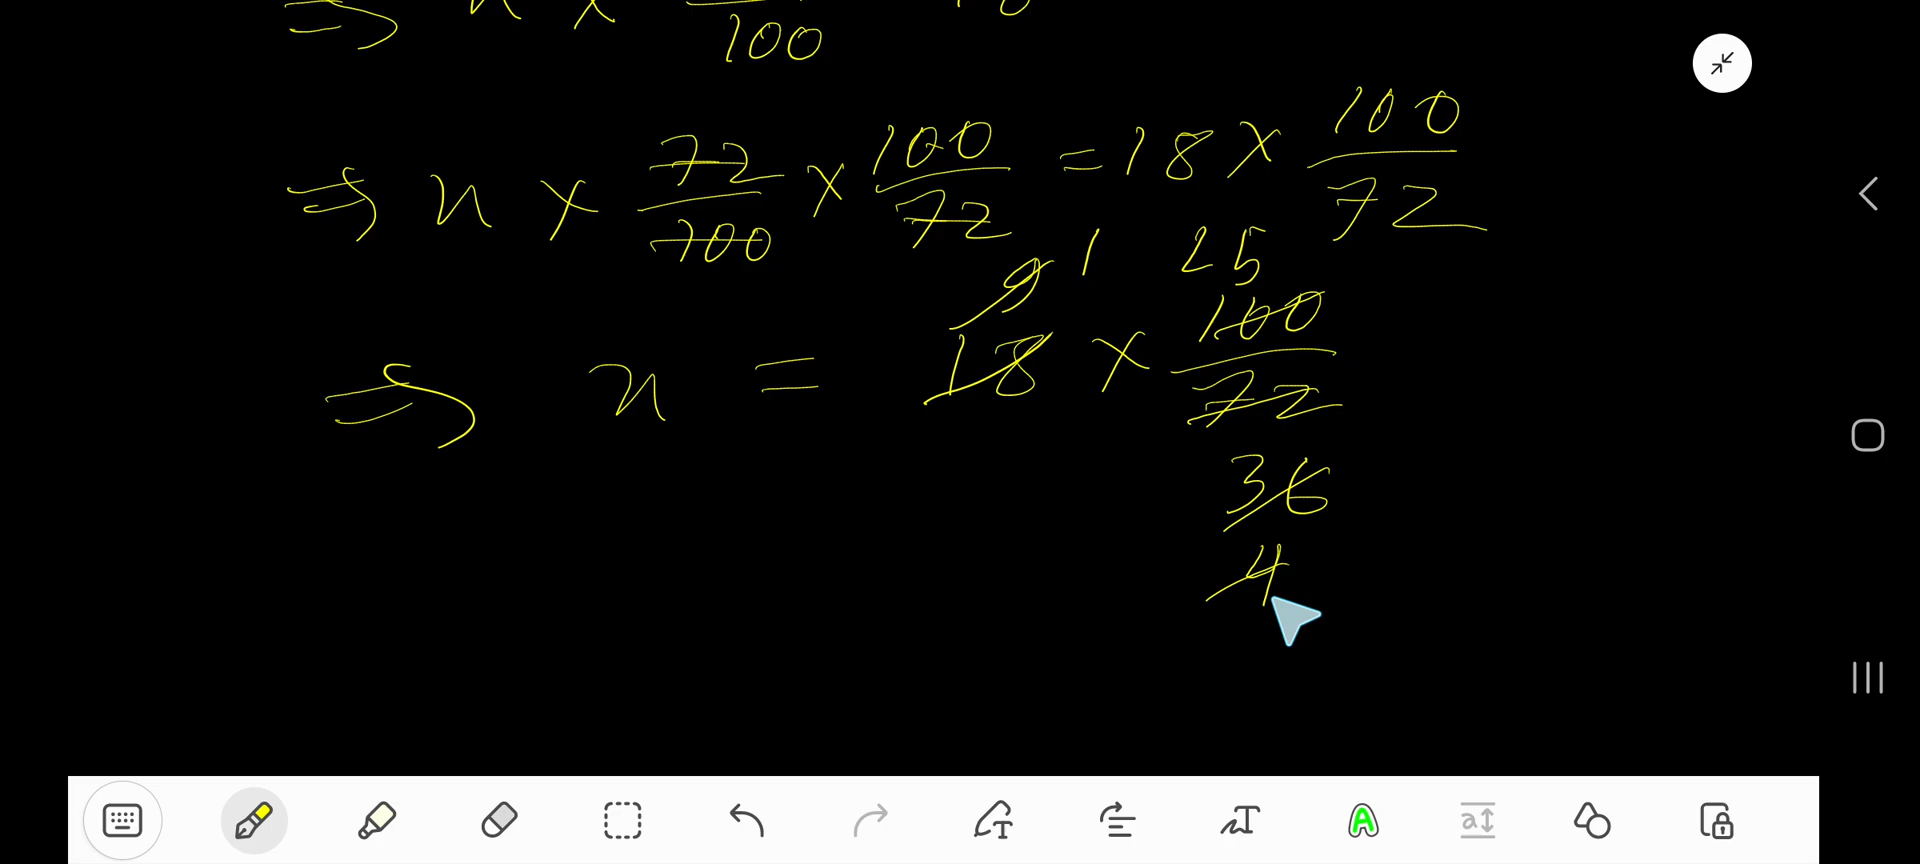 ⇒ x × /100
⇒ x × 72/100 × 100/72 = 18 × 100/72
9 1 25
⇒ x = 18 × 100/72
36
4